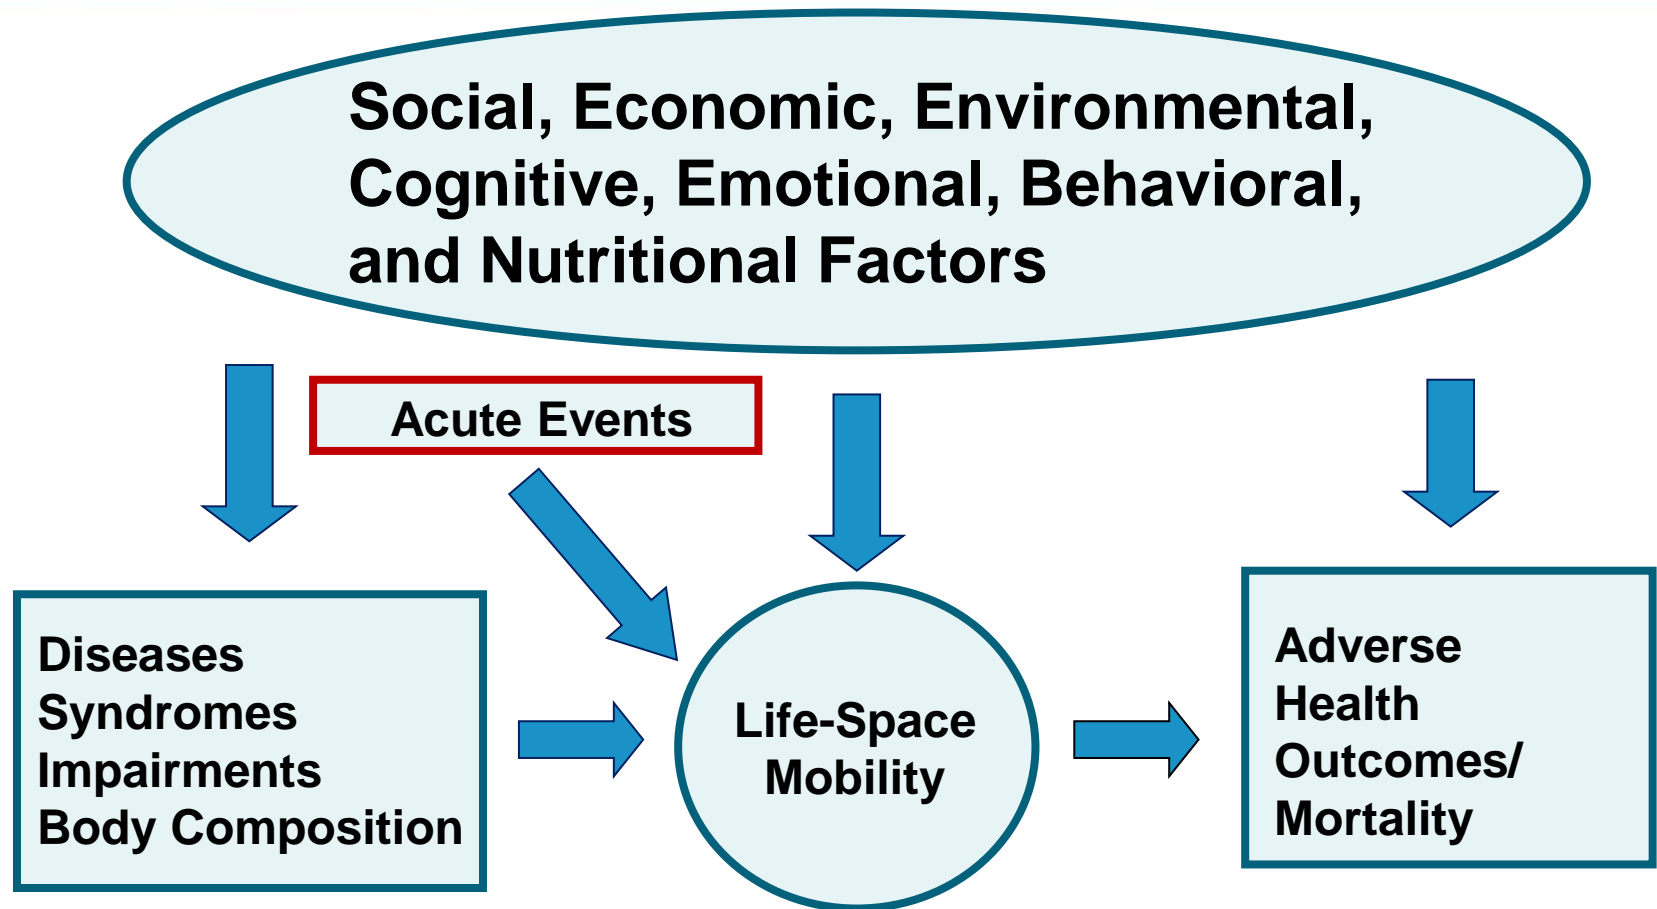 Social, Economic, Environmental,
Cognitive, Emotional, Behavioral,
and Nutritional Factors
Acute Events
Diseases
Syndromes
Impairments
Body Composition
Life-Space
Mobility
Adverse
Health
Outcomes/
Mortality